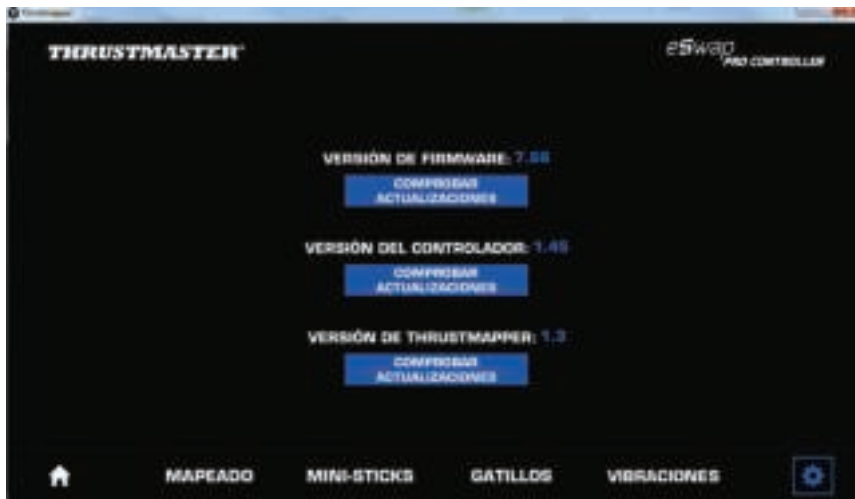 THRUSTMASTER
eSwap
PRO CONTROLLER
VERSIÓN DE FIRMWARE:
COMPROBAR
ACTUALIZACIONES
VERSIÓN DEL CONTROLADOR: 1.45
COMPROBAR
ACTUALIZACIONES
VERSIÓN DE THRUSTMAPPER: 1.3
COMPROBAR
ACTUALIZACIONES
MAPEADO MINI-STICKS GATILLOS VIBRACIONES